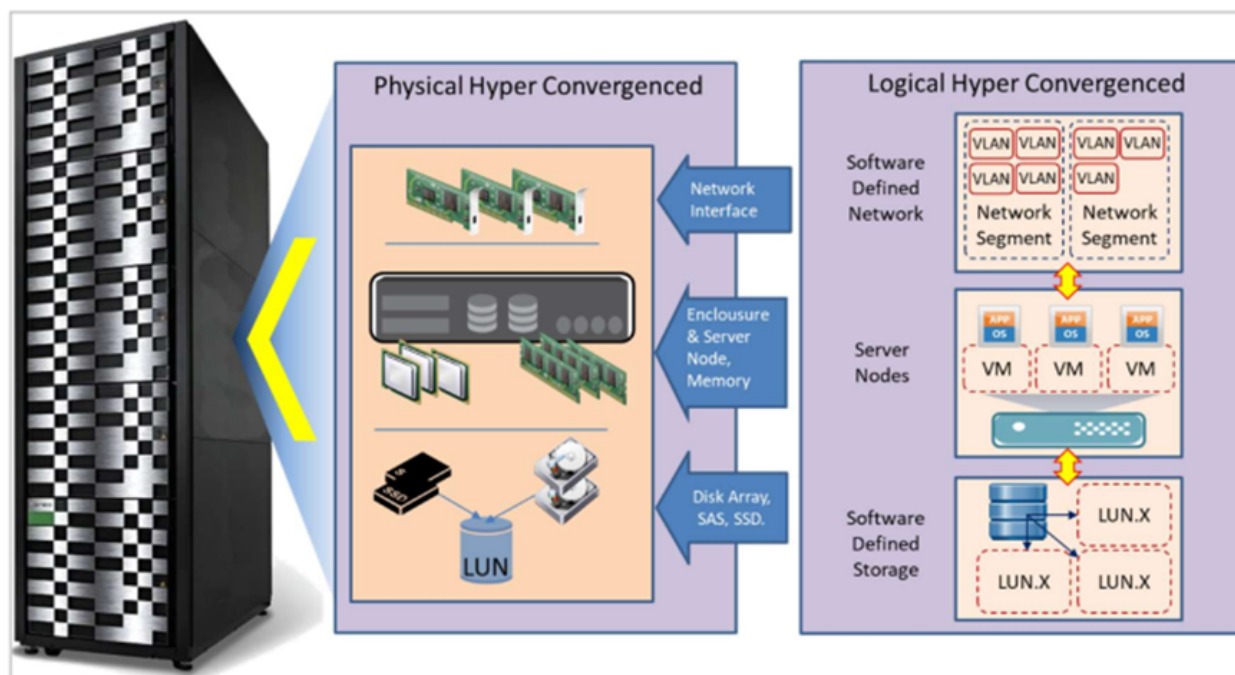 Physical Hyper Convergenced
Network
Interface
Enclousure
& Server
Node,
Memory
S
SSD
LUN
Disk Array,
SAS, SSD.
Logical Hyper Convergenced
Software
Defined
Network
VLAN VLAN
VLAN VLAN
Network
Segment
VLAN VLAN
VLAN
Network
Segment
Server
Nodes
APP
OS
APP
OS
APP
OS
VM
VM
VM
Software
Defined
Storage
LUN.X
LUN.X
LUN.X